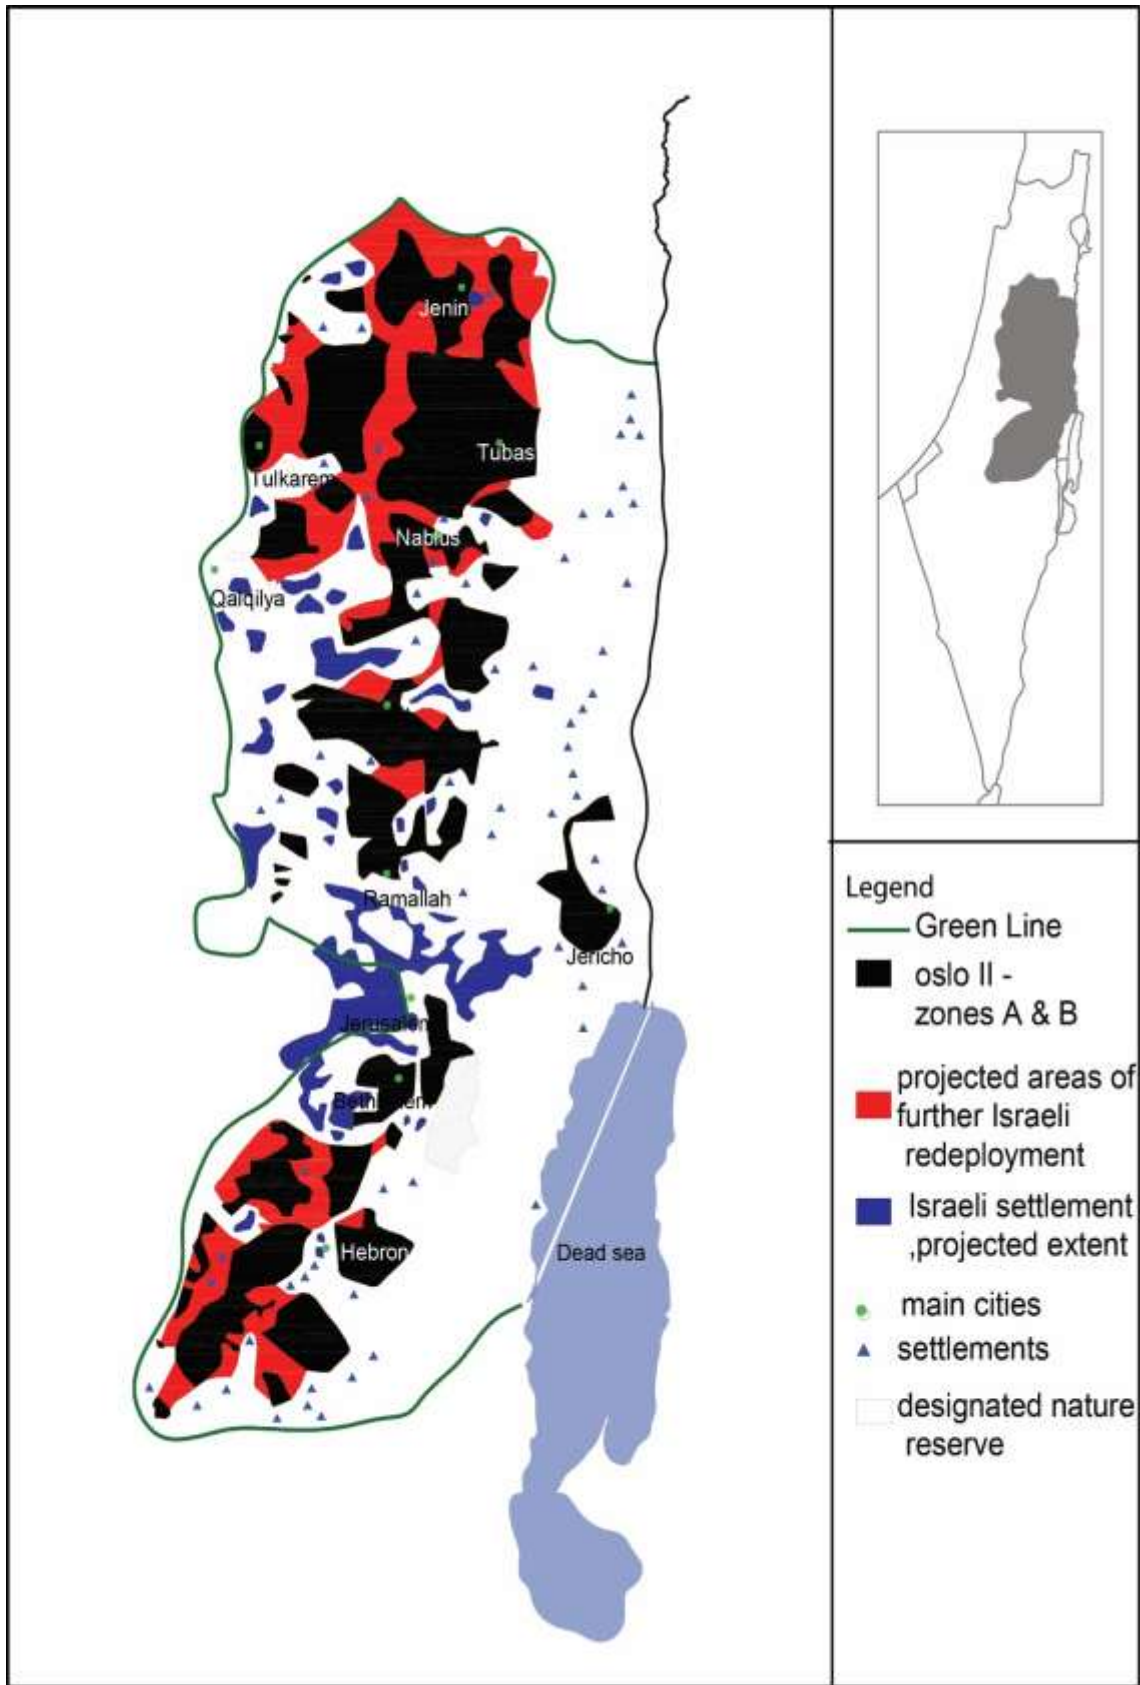 Jenin
Tubas
Tulkarem
Nablus
Qalqilya
Ramallah
Jericho
Jerusalem
Bethlehem
Hebron
Dead sea
Legend
Green Line
oslo II -
zones A & B
projected areas of
further Israeli
redeployment
Israeli settlement
,projected extent
main cities
settlements
designated nature
reserve